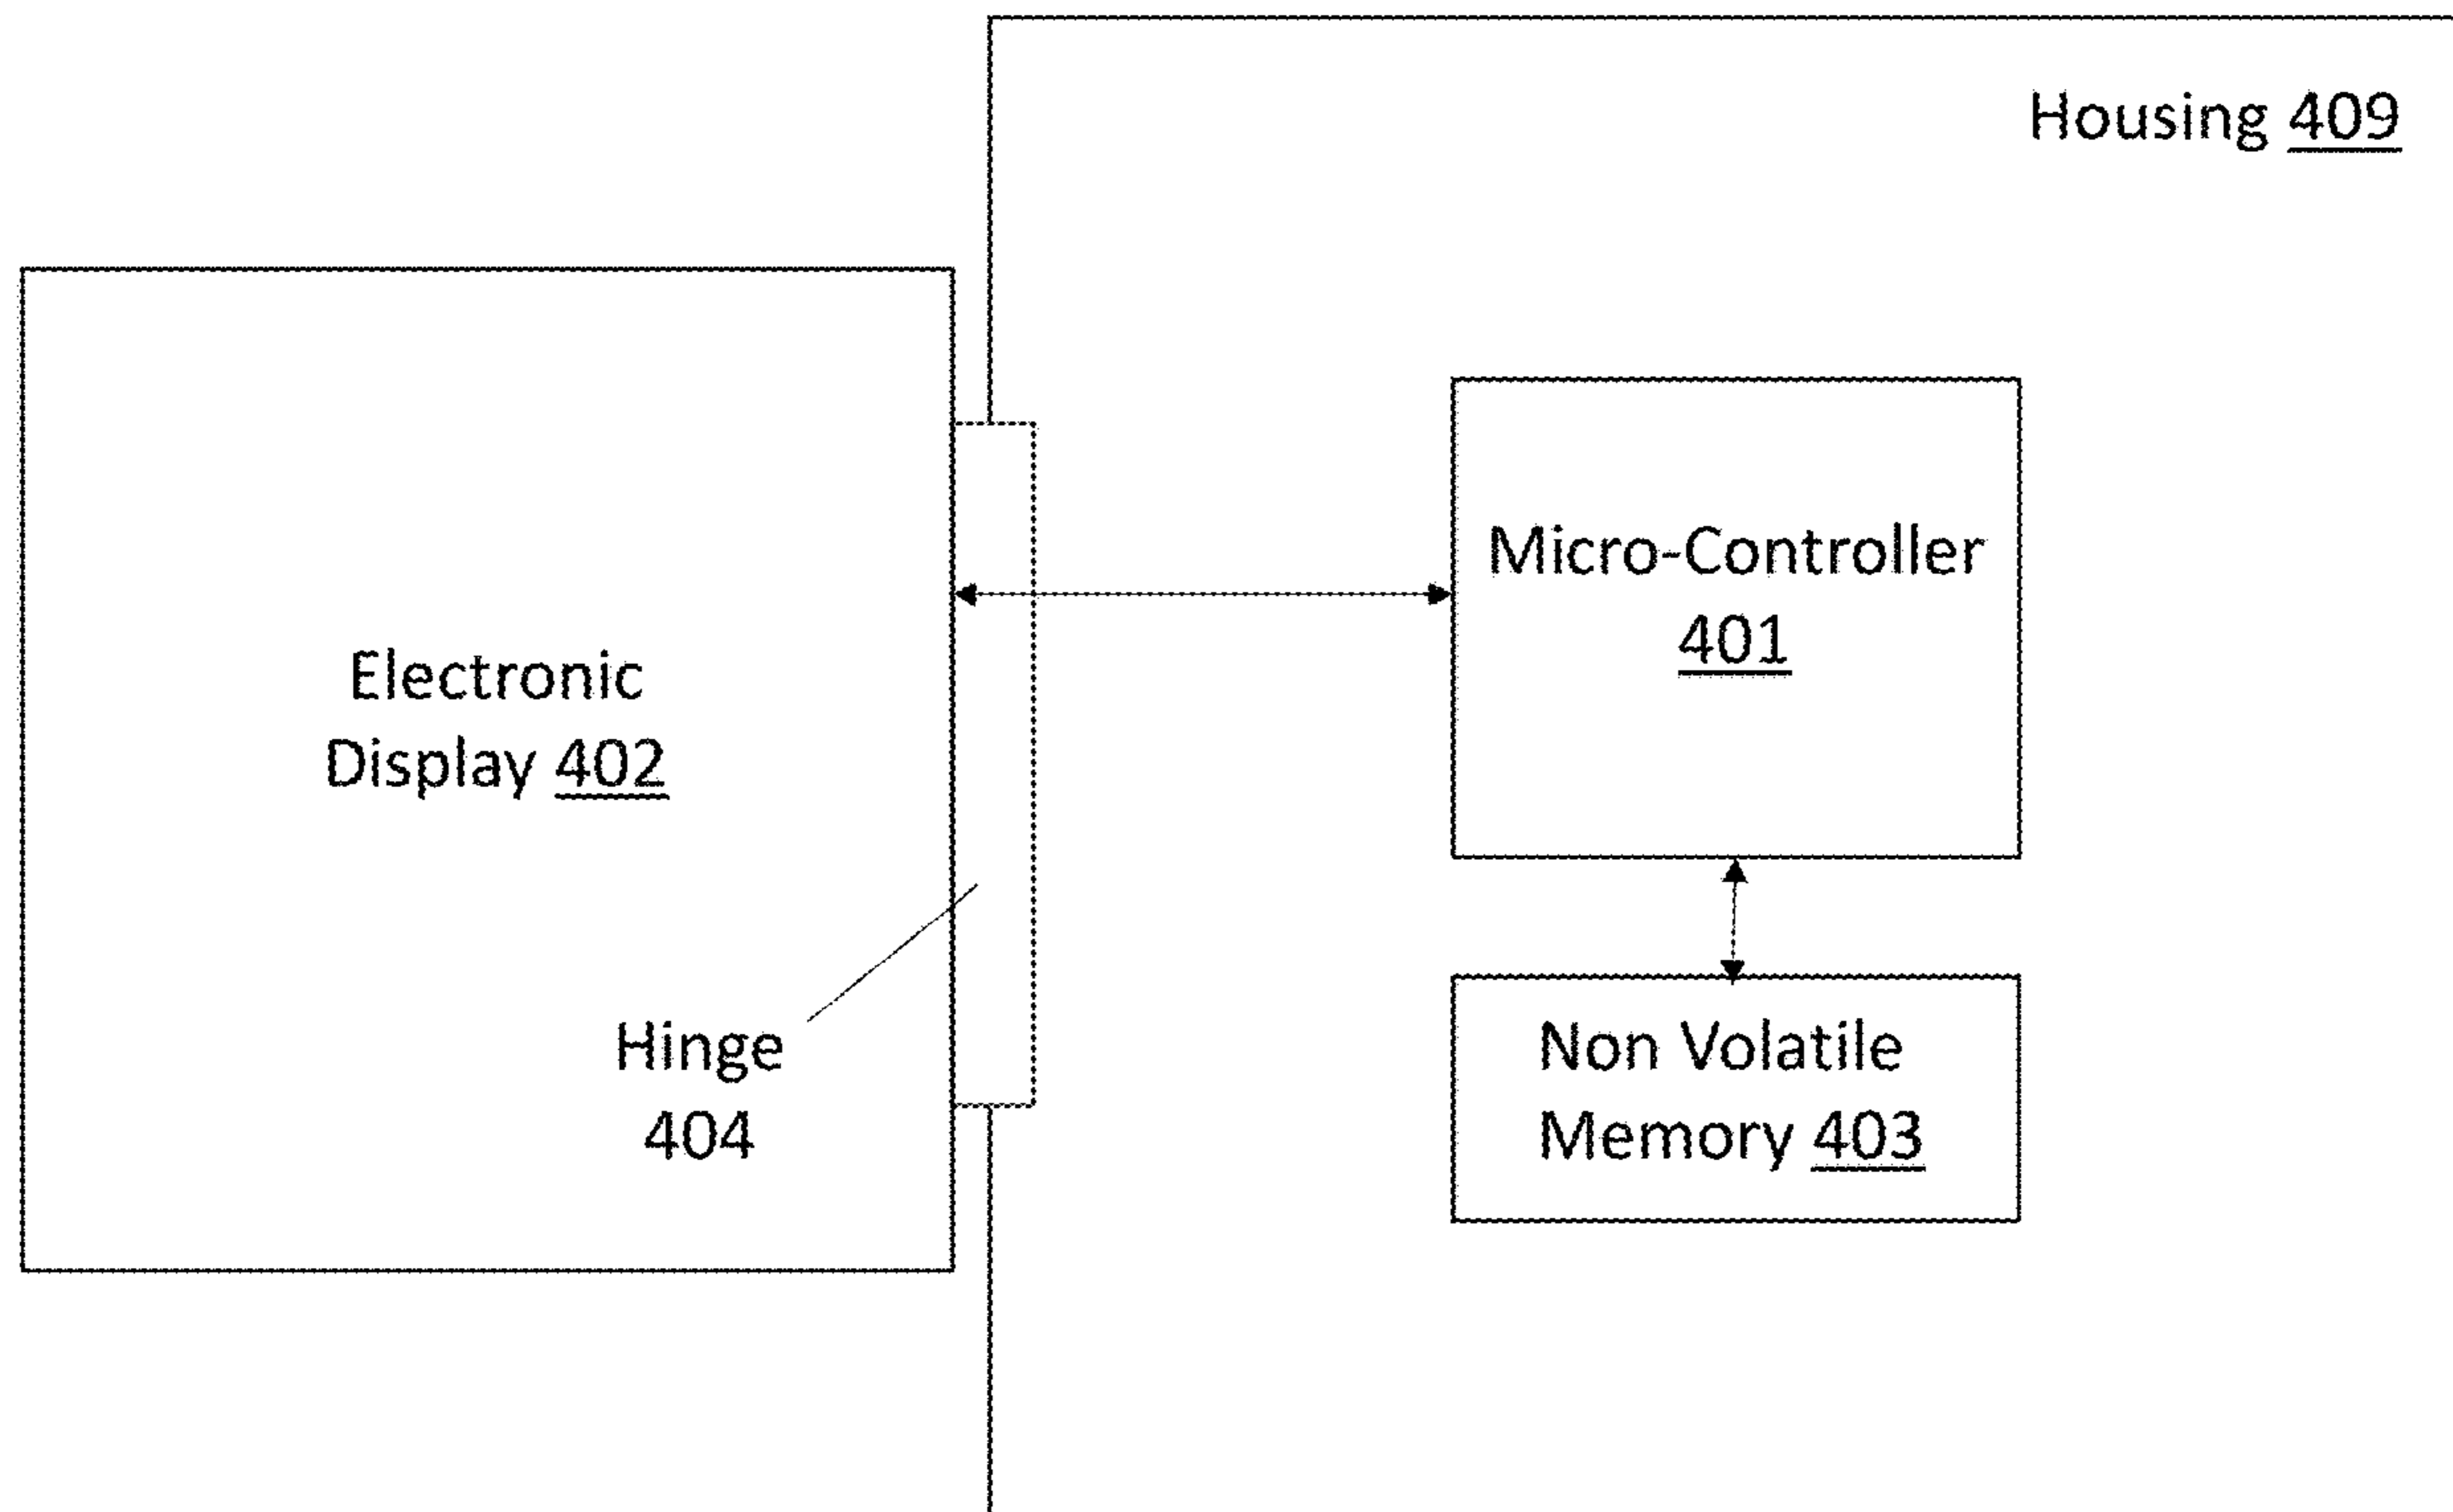 Housing 409
Micro-Controller
401
Electronic
Display 402
Hinge
404
Non Volatile
Memory 403